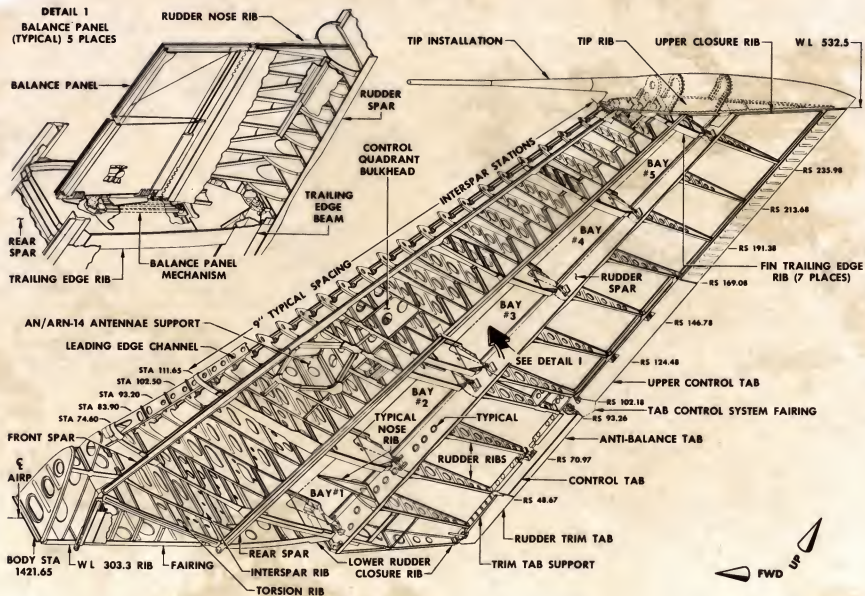 DETAIL 1
BALANCE PANEL
(TYPICAL) 5 PLACES
RUDDER NOSE RIB
BALANCE PANEL
RUDDER
SPAR
CONTROL
QUADRANT
BULKHEAD
TRAILING
EDGE
BEAM
REAR
SPAR
TRAILING EDGE RIB
BALANCE PANEL
MECHANISM
TIP INSTALLATION
TIP RIB
UPPER CLOSURE RIB
WL 532.5
INTERSPAR STATIONS
9" TYPICAL SPACING
BAY
#5
RS 235.98
RS 213.68
BAY
#4
RS 191.38
RUDDER
SPAR
FIN TRAILING EDGE
RIB (7 PLACES)
RS 169.08
BAY
#3
RS 146.78
SEE DETAIL 1
RS 124.48
UPPER CONTROL TAB
AN/ARN-14 ANTENNAE SUPPORT
LEADING EDGE CHANNEL
STA 111.65
STA 102.50
STA 93.20
STA 83.90
STA 74.60
BAY
#2
RS 102.18
TAB CONTROL SYSTEM FAIRING
RS 93.26
TYPICAL
NOSE
RIB
TYPICAL
ANTI-BALANCE TAB
FRONT SPAR
RUDDER RIBS
RS 70.97
CONTROL TAB
℄
AIRP
BAY#1
RS 48.67
RUDDER TRIM TAB
BODY STA
1421.65
WL 303.3 RIB
FAIRING
REAR SPAR
INTERSPAR RIB
TORSION RIB
LOWER RUDDER
CLOSURE RIB
TRIM TAB SUPPORT
FWD
UP